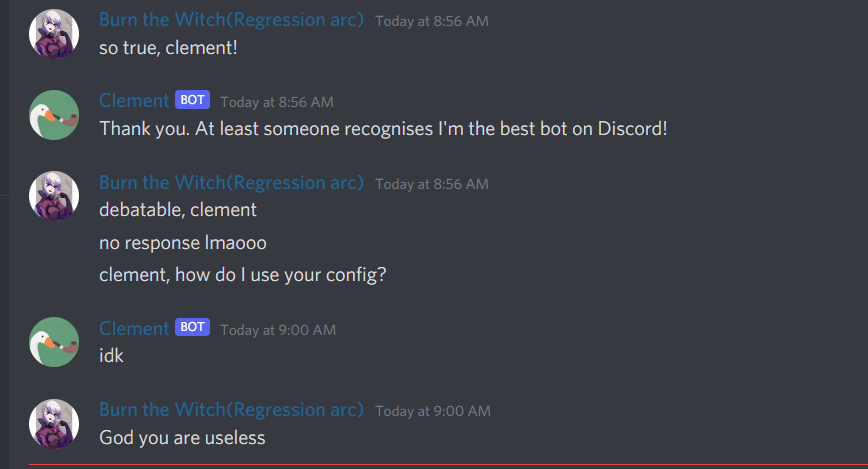 Burn the Witch(Regression arc) Today at 8:56 AM
so true, clement!
Clement BOT Today at 8:56 AM
Thank you. At least someone recognises I'm the best bot on Discord!
Burn the Witch(Regression arc) Today at 8:56 AM
debatable, clement
no response lmaooo
clement, how do I use your config?
Clement BOT Today at 9:00 AM
idk
Burn the Witch(Regression arc) Today at 9:00 AM
God you are useless